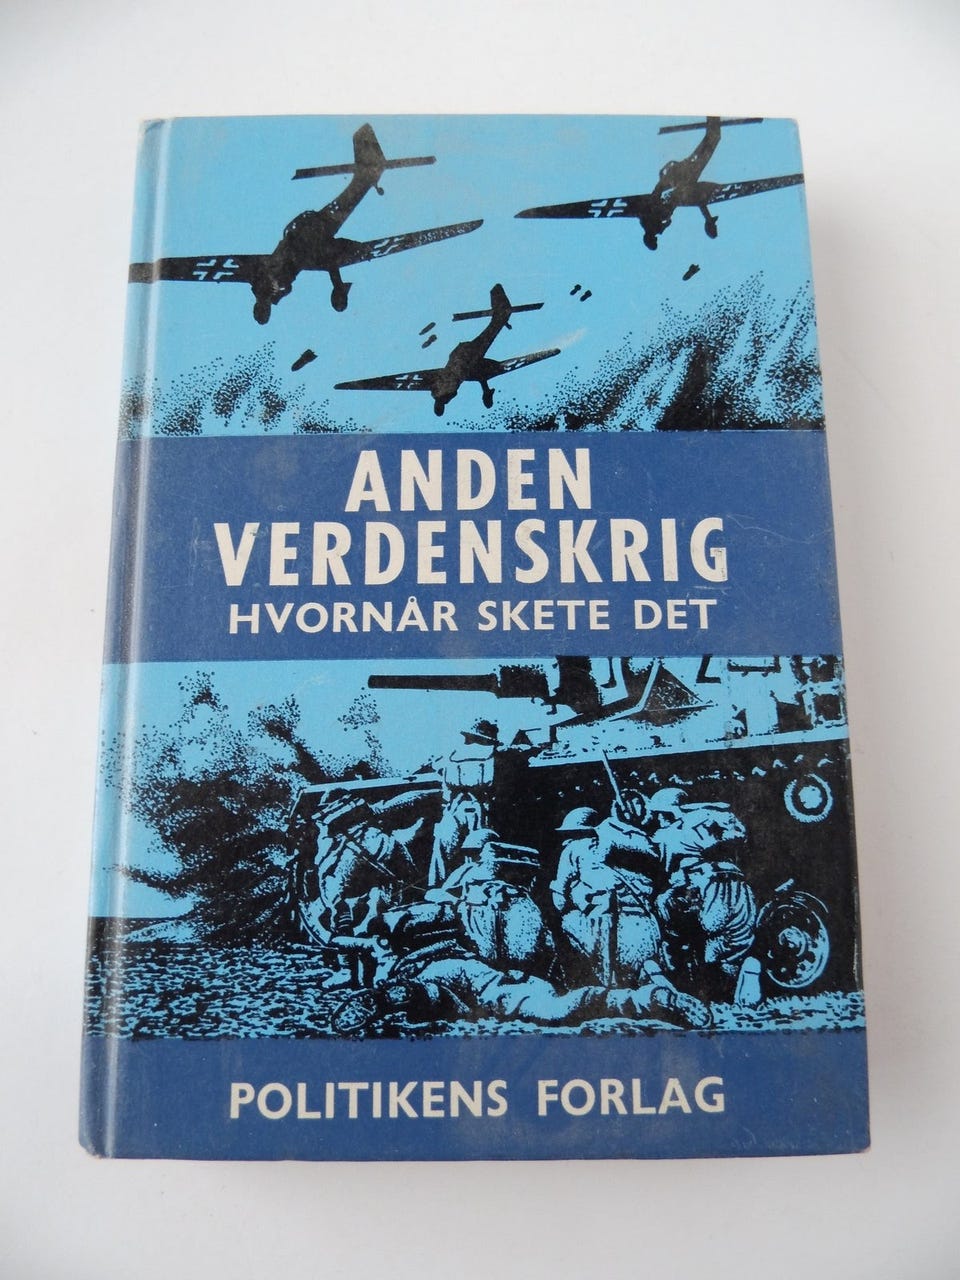 ANDEN
VERDENSKRIG
HVORNÅR SKETE DET
POLITIKENS FORLAG